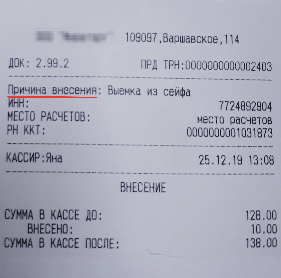 109097,Варшавское,114
ДОК: 2.99.2 ПРД ТРН:0000000000002403
Причина внесения: Выемка из сейфа
ИНН: 7724892904
МЕСТО РАСЧЕТОВ: место расчетов
РН ККТ: 0000000001031873
КАССИР:Яна 25.12.19 13:08
ВНЕСЕНИЕ
СУММА В КАССЕ ДО: 128.00
ВНЕСЕНО: 10.00
СУММА В КАССЕ ПОСЛЕ: 138.00